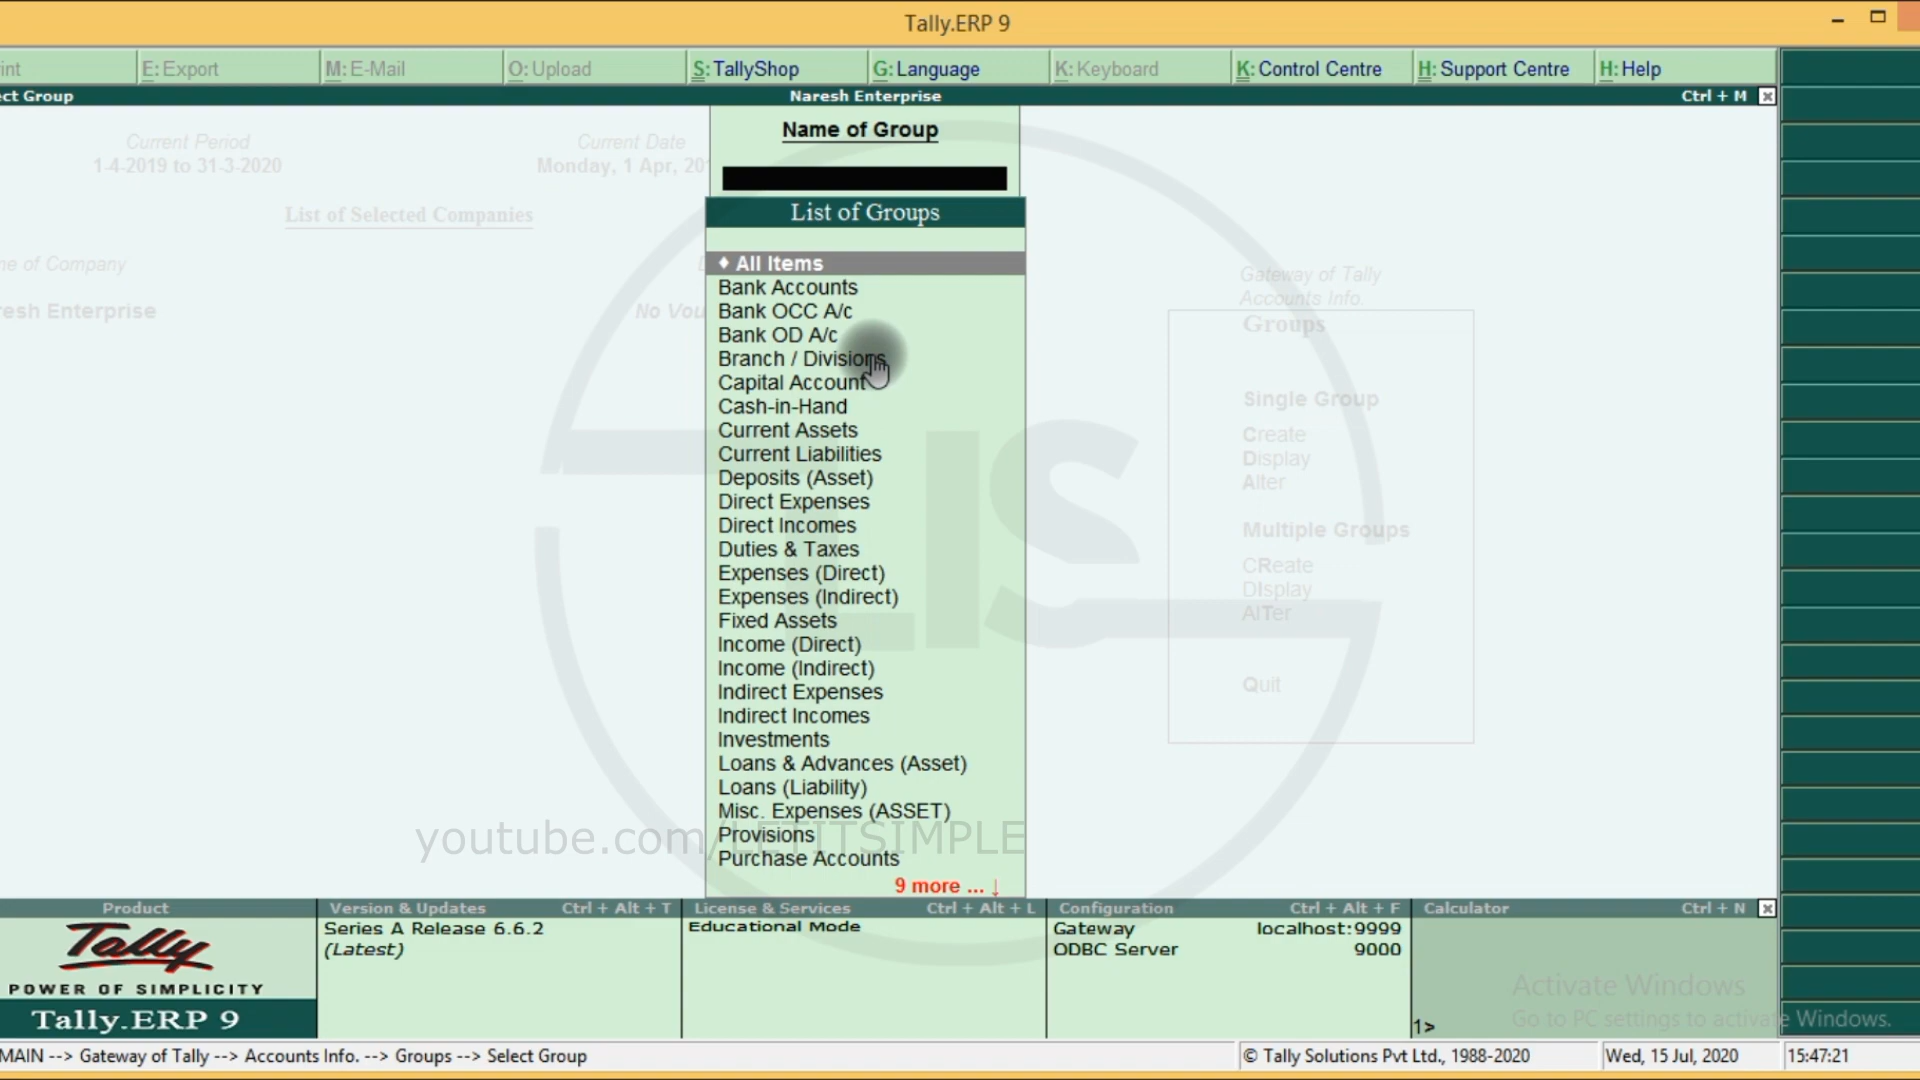 Tally.ERP 9
int
E: Export
M: E-Mail
O: Upload
S: TallyShop
G: Language
K: Keyboard
K: Control Centre
H: Support Centre
H: Help
ct Group
Naresh Enterprise
Ctrl + M
Current Period
1-4-2019 to 31-3-2020
Current Date
Monday, 1 Apr, 20
List of Selected Companies
e of Company
esh Enterprise
No Vou
Name of Group
List of Groups
♦ All Items
Bank Accounts
Bank OCC A/c
Bank OD A/c
Branch / Divisions
Capital Account
Cash-in-Hand
Current Assets
Current Liabilities
Deposits (Asset)
Direct Expenses
Direct Incomes
Duties & Taxes
Expenses (Direct)
Expenses (Indirect)
Fixed Assets
Income (Direct)
Income (Indirect)
Indirect Expenses
Indirect Incomes
Investments
Loans & Advances (Asset)
Loans (Liability)
Misc. Expenses (ASSET)
Provisions
Purchase Accounts
9 more ... ↓
Gateway of Tally
Accounts Info.
Groups
Single Group
Create
Display
Alter
Multiple Groups
CReate
DIsplay
AlTer
Quit
LIS
youtube.com/LETITSIMPLE
Product
Tally
POWER OF SIMPLICITY
Tally.ERP 9
Version & Updates Ctrl + Alt + T
Series A Release 6.6.2
(Latest)
License & Services Ctrl + Alt + L
Educational Mode
Configuration Ctrl + Alt + F
Gateway localhost:9999
ODBC Server 9000
Calculator Ctrl + N
1>
Activate Windows
Go to PC settings to activate Windows.
MAIN --> Gateway of Tally --> Accounts Info. --> Groups --> Select Group
© Tally Solutions Pvt Ltd., 1988-2020
Wed, 15 Jul, 2020
15:47:21